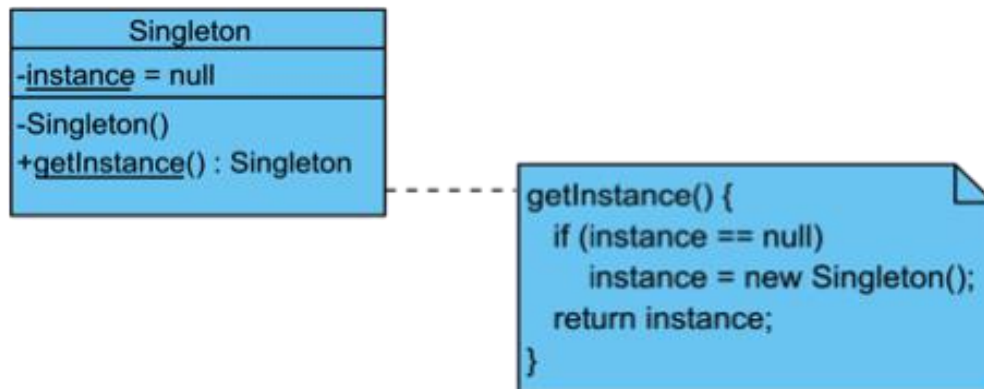 Singleton
-instance = null
-Singleton()
+getInstance() : Singleton
getInstance() {
if (instance == null)
instance = new Singleton();
return instance;
}